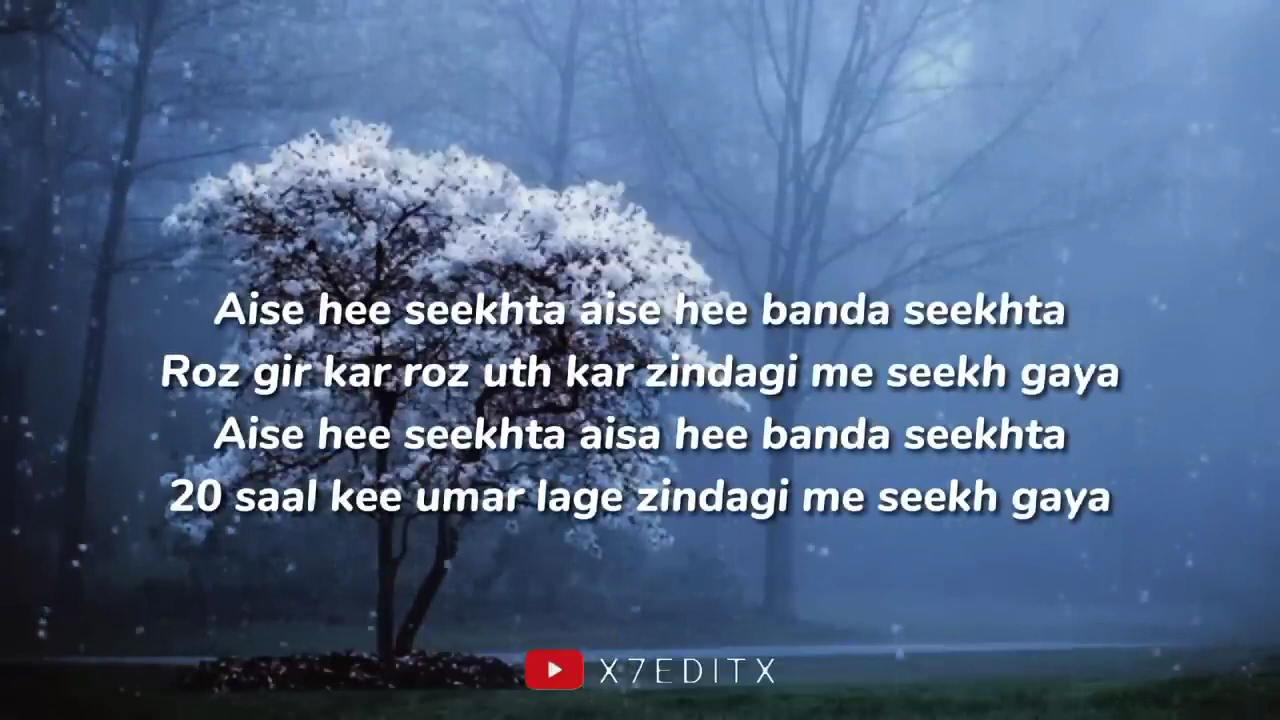 Aise hee seekhta aise hee banda seekhta
Roz gir kar roz uth kar zindagi me seekh gaya
Aise hee seekhta aisa hee banda seekhta
20 saal kee umar lage zindagi me seekh gaya
X7EDITX